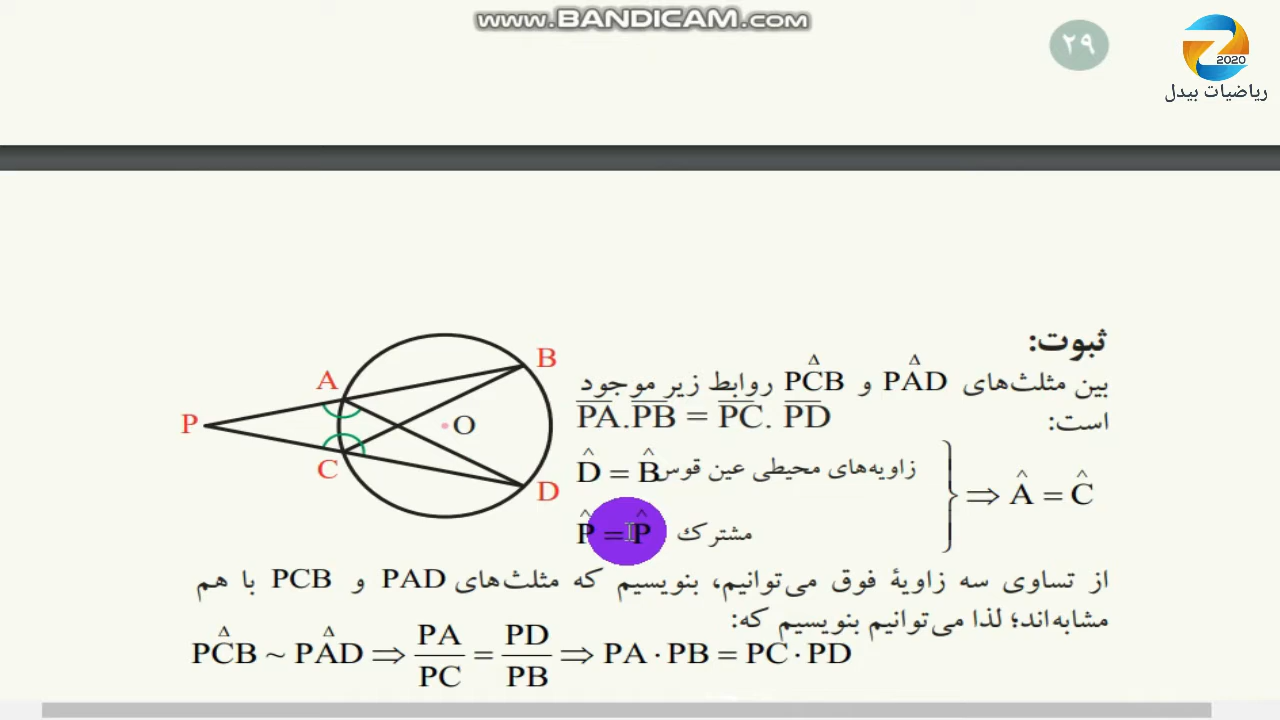 www.BANDICAM.com
۲۹
2020
ریاضیات بیدل
ثبوت:
بین مثلث‌های PÂD و PĈB روابط زیر موجود
است: PA.PB = PC. PD
زاویه‌های محیطی عین قوس D̂ = B̂
⇒ Â = Ĉ
مشترک P̂ = P̂
از تساوی سه زاویهٔ فوق می‌توانیم، بنویسیم که مثلث‌های PAD و PCB با هم
مشابه‌اند؛ لذا می‌توانیم بنویسیم که:
PCB ~ PAD ⇒ PA/PC = PD/PB ⇒ PA · PB = PC · PD
A
B
P
O
C
D